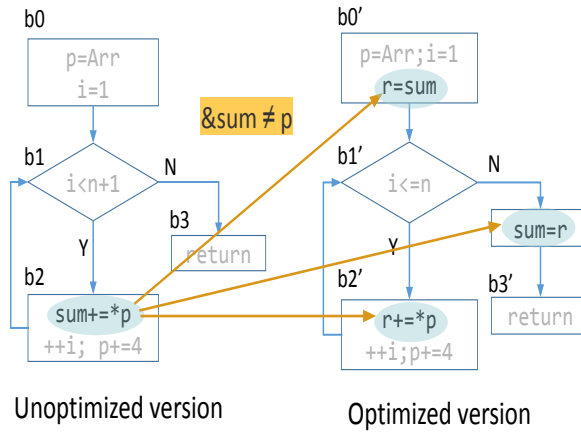 b0
p=Arr
i=1
b1
i<n+1
N
Y
b3
return
b2
sum+=*p
++i; p+=4
Unoptimized version
&sum ≠ p
b0’
p=Arr;i=1
r=sum
b1’
i<=n
N
Y
sum=r
b2’
r+=*p
++i;p+=4
b3’
return
Optimized version